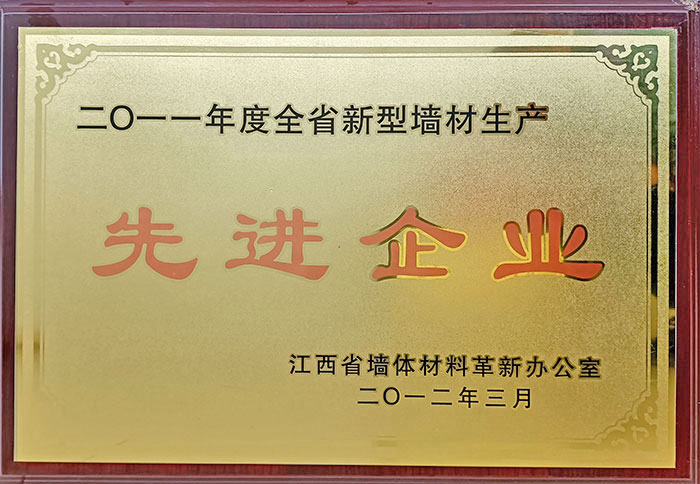 二〇一一年度全省新型墙材生产
先进企业
江西省墙体材料革新办公室
二〇一二年三月